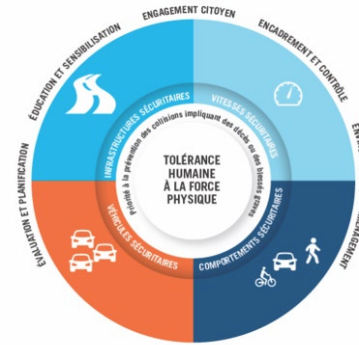 ENGAGEMENT CITOYEN
ENCADREMENT ET CONTRÔLE
ÉDUCATION ET SENSIBILISATION
ÉVALUATION ET PLANIFICATION
INFRASTRUCTURES SÉCURITAIRES
VITESSES SÉCURITAIRES
VÉHICULES SÉCURITAIRES
COMPORTEMENTS SÉCURITAIRES
Priorité à la prévention des collisions impliquant des décès ou des blessés graves
TOLÉRANCE
HUMAINE
À LA FORCE
PHYSIQUE